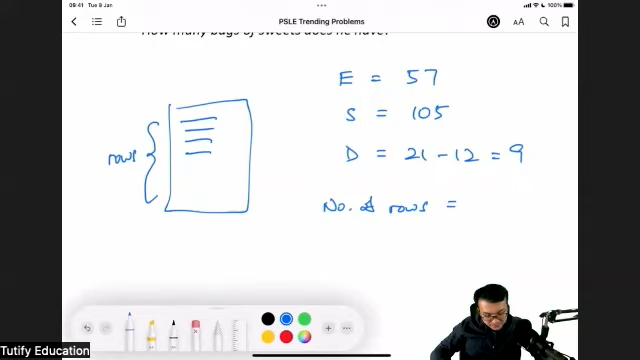 09:41 Tue 9 Jan
100%
PSLE Trending Problems
AA
How many bags of sweets does he have?
E = 57
S = 105
D = 21 - 12 = 9
rows
No. of rows =
Tutify Education